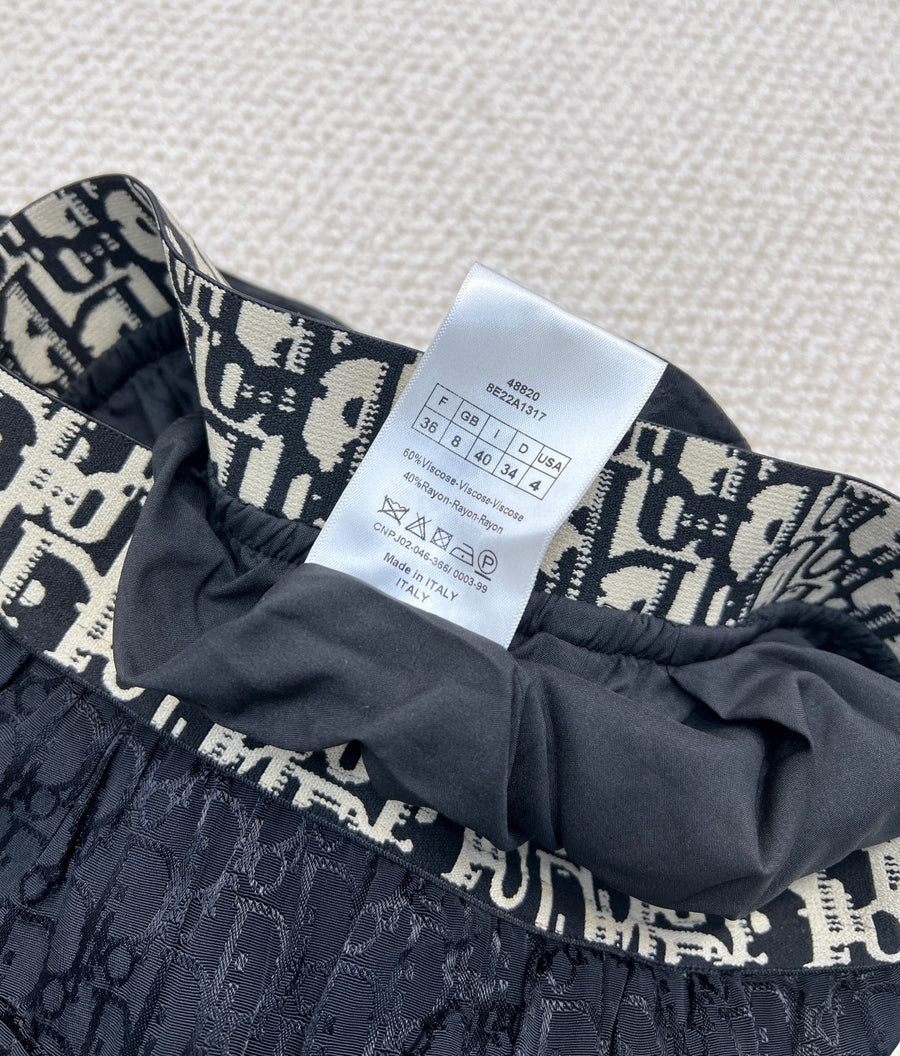 48B20
8E22A1317
F GB I D USA
36 8 40 34 4
60%Viscose-Viscose-Viscose
40%Rayon-Rayon-Rayon
P
CNPJ02-046-366/ 0003-99
Made in ITALY
ITALY